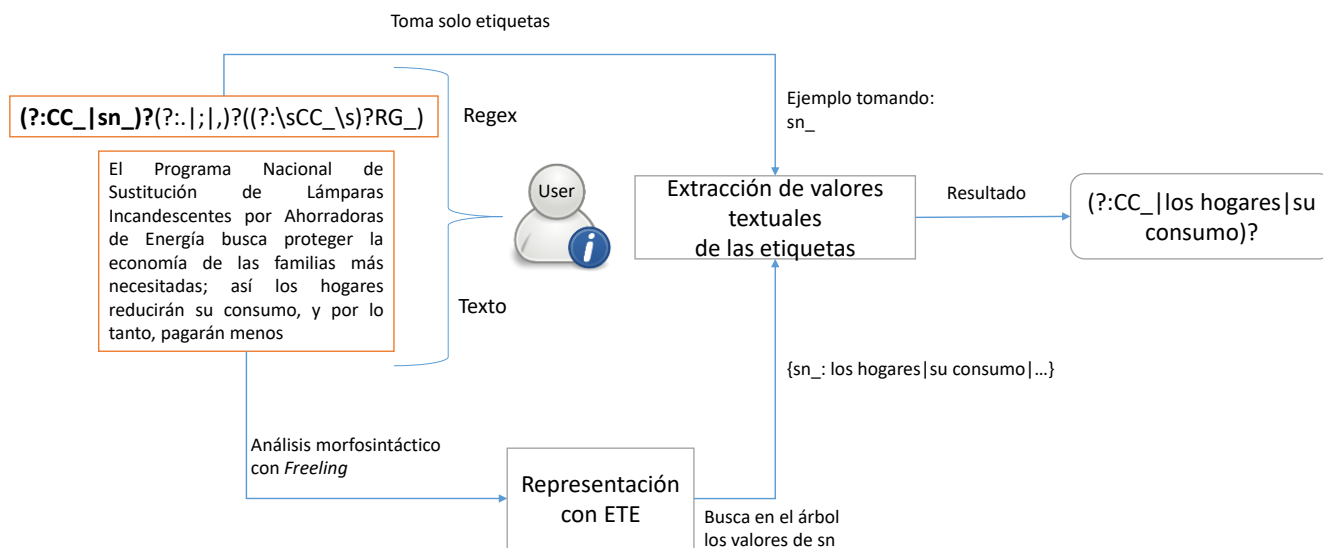 Toma solo etiquetas
(?:CC_|sn_)?(?:.|;|,)?((?:\sCC_\s)?RG_)
Regex
El Programa Nacional de
Sustitución de Lámparas
Incandescentes por Ahorradoras
de Energía busca proteger la
economía de las familias más
necesitadas; así los hogares
reducirán su consumo, y por lo
tanto, pagarán menos
Texto
User
i
Ejemplo tomando:
sn_
Extracción de valores
textuales
de las etiquetas
Resultado
(?:CC_|los hogares|su
consumo)?
{sn_: los hogares|su consumo|…}
Análisis morfosintáctico
con Freeling
Representación
con ETE
Busca en el árbol
los valores de sn